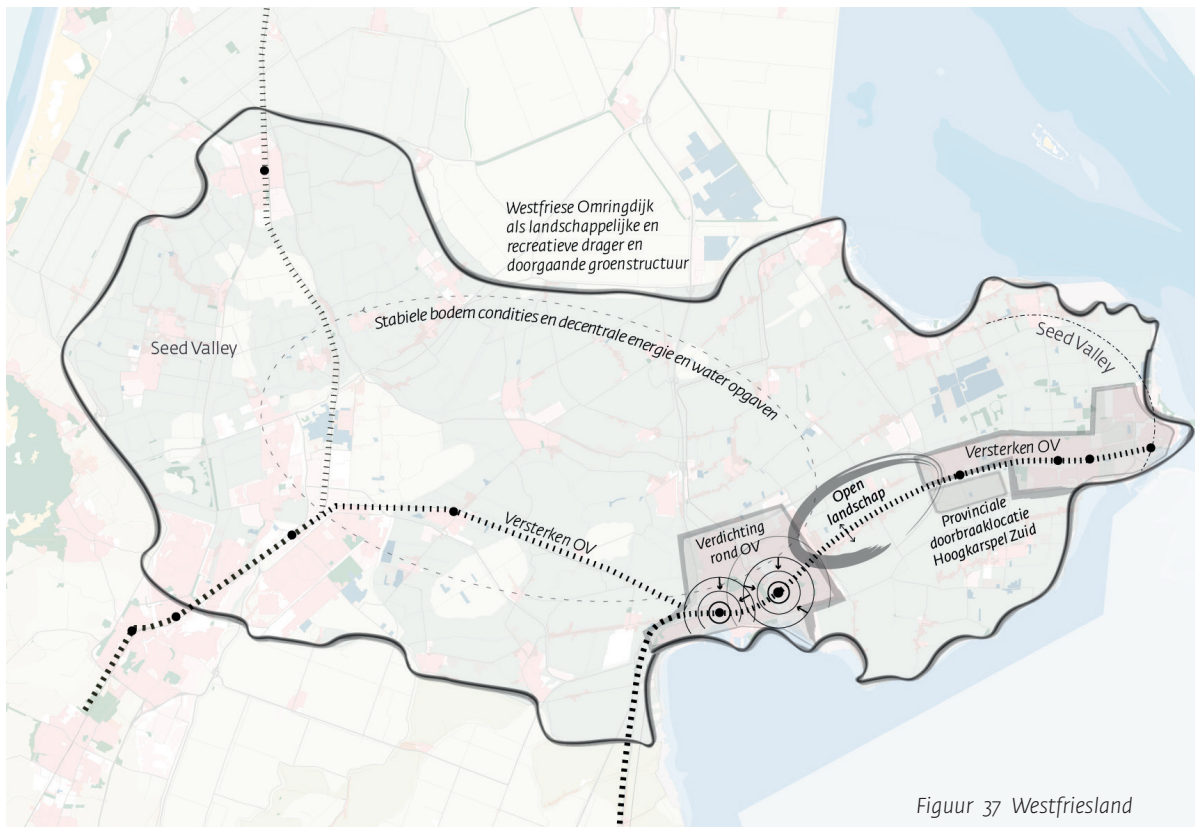 Westfriese Omringdijk
als landschappelijke en
recreatieve drager en
doorgaande groenstructuur
Stabiele bodem condities en decentrale energie en water opgaven
Seed Valley
Seed Valley
Versterken OV
Open
landschap
Versterken OV
Verdichting
rond OV
Provinciale
doorbraaklocatie
Hoogkarspel Zuid
Figuur 37 Westfriesland